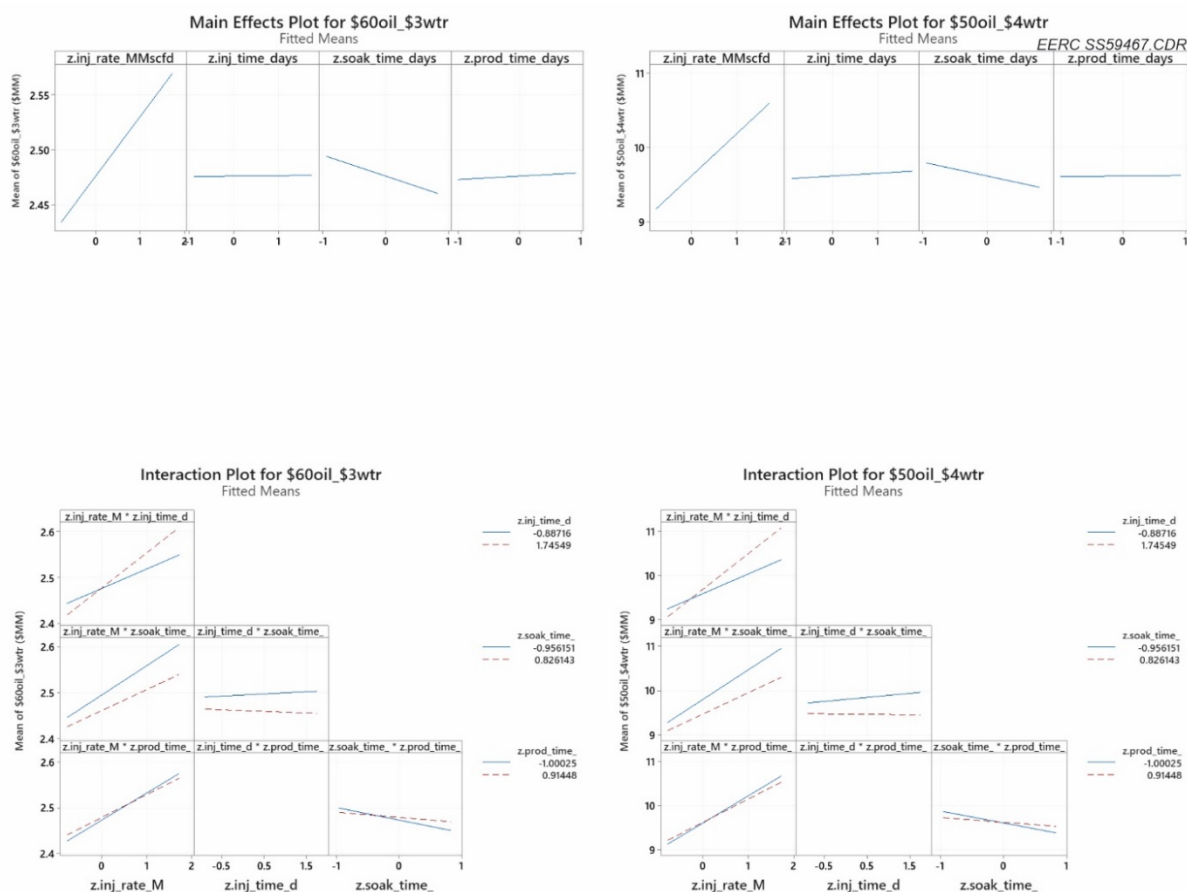 Main Effects Plot for $60oil_$3wtr
Fitted Means
z.inj_rate_MMscfd z.inj_time_days z.soak_time_days z.prod_time_days
Mean of $60oil_$3wtr ($MM)
2.55
2.50
2.45
0 1 2 -1 0 1 -1 0 1 -1 0 1
Main Effects Plot for $50oil_$4wtr
Fitted Means
EERC SS59467.CDR
z.inj_rate_MMscfd z.inj_time_days z.soak_time_days z.prod_time_days
Mean of $50oil_$4wtr ($MM)
11
10
9
0 1 2 -1 0 1 -1 0 1 -1 0 1
Interaction Plot for $60oil_$3wtr
Fitted Means
z.inj_rate_M * z.inj_time_d
z.inj_time_d
-0.88716
1.74549
2.6
2.5
2.4
z.inj_rate_M * z.soak_time_ z.inj_time_d * z.soak_time_
z.soak_time_
-0.956151
0.826143
Mean of $60oil_$3wtr ($MM)
2.6
2.5
2.4
z.inj_rate_M * z.prod_time_ z.inj_time_d * z.prod_time_ z.soak_time_ * z.prod_time_
z.prod_time_
-1.00025
0.91448
2.6
2.5
2.4
0 1 2 -0.5 0.5 1.5 -1 0 1
z.inj_rate_M z.inj_time_d z.soak_time_
Interaction Plot for $50oil_$4wtr
Fitted Means
z.inj_rate_M * z.inj_time_d
z.inj_time_d
-0.88716
1.74549
11
10
9
z.inj_rate_M * z.soak_time_ z.inj_time_d * z.soak_time_
z.soak_time_
-0.956151
0.826143
Mean of $50oil_$4wtr ($MM)
11
10
9
z.inj_rate_M * z.prod_time_ z.inj_time_d * z.prod_time_ z.soak_time_ * z.prod_time_
z.prod_time_
-1.00025
0.91448
11
10
9
0 1 2 -0.5 0.5 1.5 -1 0 1
z.inj_rate_M z.inj_time_d z.soak_time_